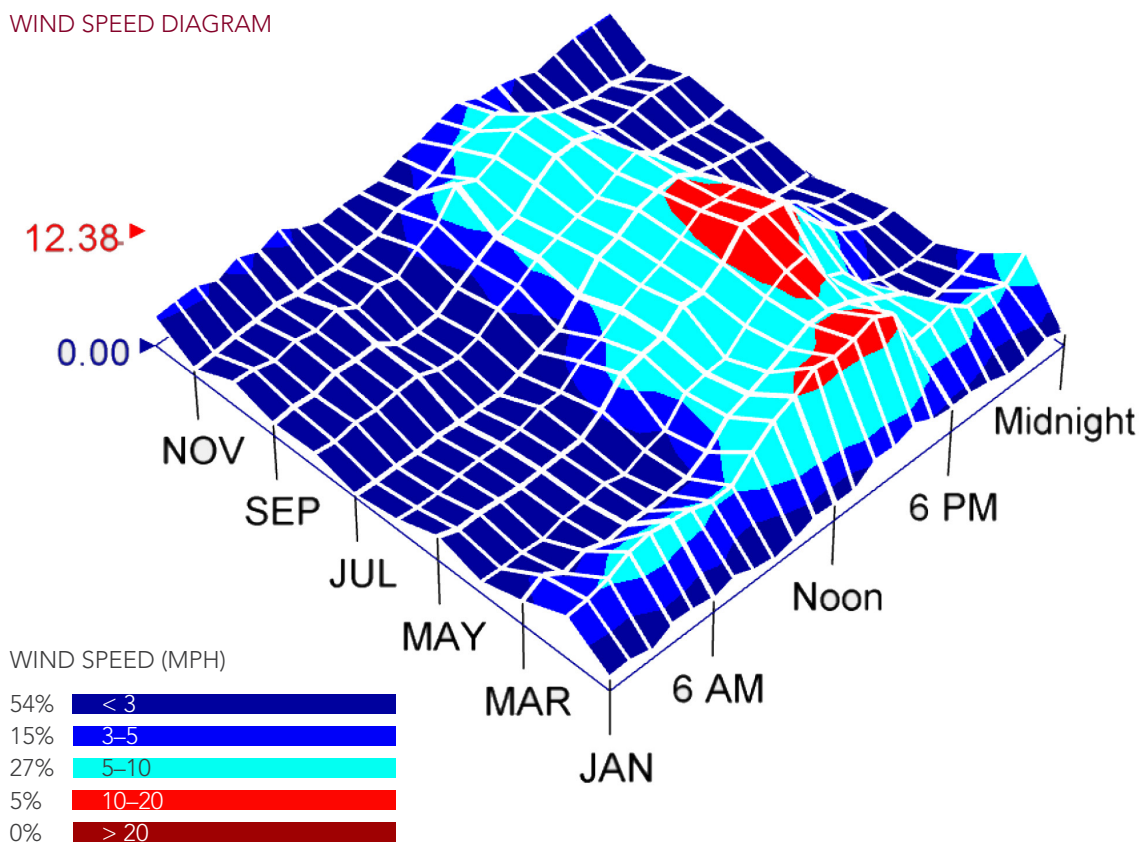 WIND SPEED DIAGRAM
12.38
0.00
NOV
SEP
JUL
MAY
MAR
JAN
6 AM
Noon
6 PM
Midnight
WIND SPEED (MPH)
54% < 3
15% 3–5
27% 5–10
5% 10–20
0% > 20